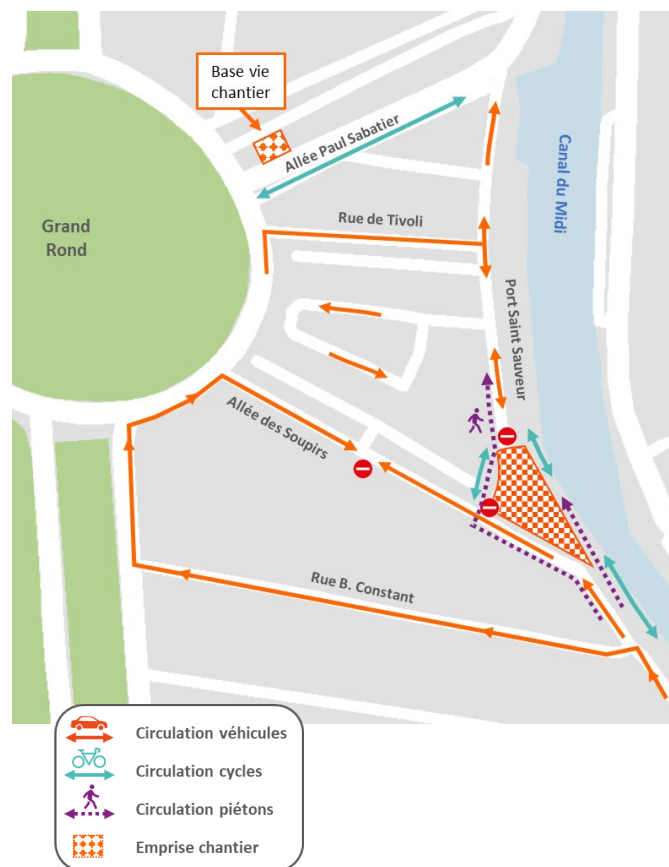 Base vie
chantier
Allée Paul Sabatier
Canal du Midi
Grand
Rond
Rue de Tivoli
Port Saint Sauveur
Allée des Soupirs
Rue B. Constant
Circulation véhicules
Circulation cycles
Circulation piétons
Emprise chantier